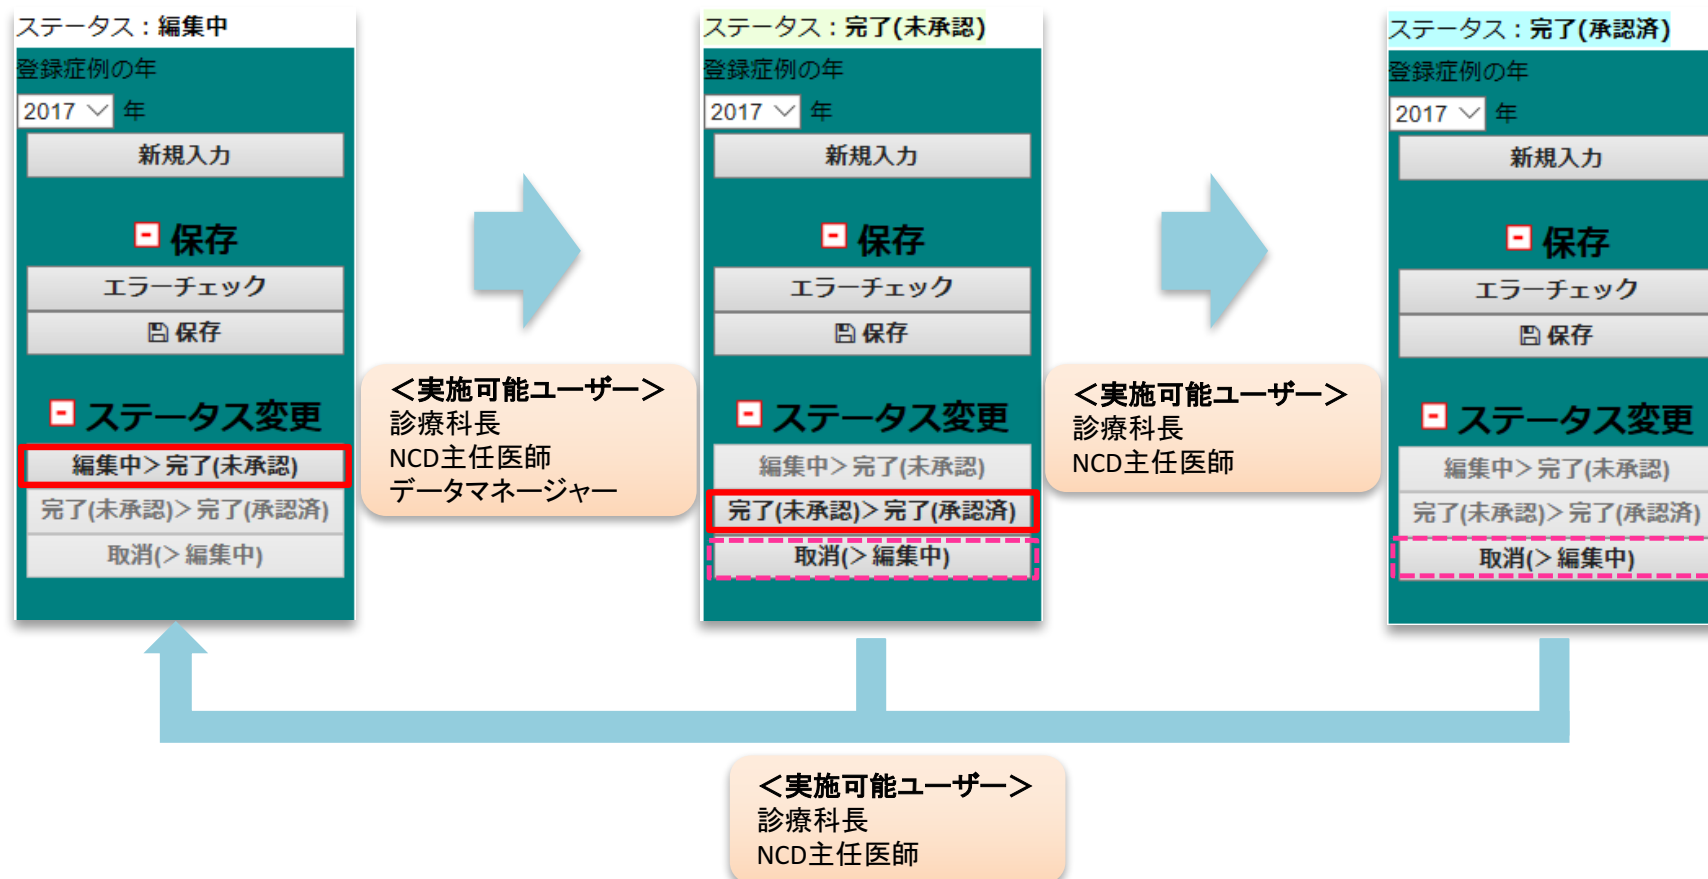 ステータス：編集中
登録症例の年
2017 年
新規入力
- 保存
エラーチェック
保存
- ステータス変更
編集中＞完了(未承認)
完了(未承認)＞完了(承認済)
取消(＞編集中)
＜実施可能ユーザー＞
診療科長
NCD主任医師
データマネージャー
ステータス：完了(未承認)
登録症例の年
2017 年
新規入力
- 保存
エラーチェック
保存
- ステータス変更
編集中＞完了(未承認)
完了(未承認)＞完了(承認済)
取消(＞編集中)
＜実施可能ユーザー＞
診療科長
NCD主任医師
ステータス：完了(承認済)
登録症例の年
2017 年
新規入力
- 保存
エラーチェック
保存
- ステータス変更
編集中＞完了(未承認)
完了(未承認)＞完了(承認済)
取消(＞編集中)
＜実施可能ユーザー＞
診療科長
NCD主任医師